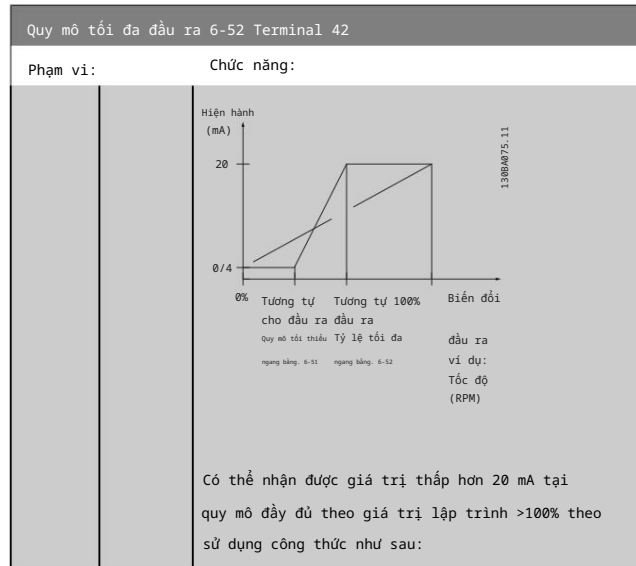 Quy mô tối đa đầu ra 6-52 Terminal 42
Phạm vi:
Chức năng:
Hiện hành
(mA)
20
0/4
0%
Tương tự
cho đầu ra
Quy mô tối thiểu
ngang bằng. 6-51
Tương tự 100%
đầu ra
Tỷ lệ tối đa
ngang bằng. 6-52
Biến đổi
đầu ra
ví dụ:
Tốc độ
(RPM)
130BA075.11
Có thể nhận được giá trị thấp hơn 20 mA tại
quy mô đầy đủ theo giá trị lập trình >100% theo
sử dụng công thức như sau: